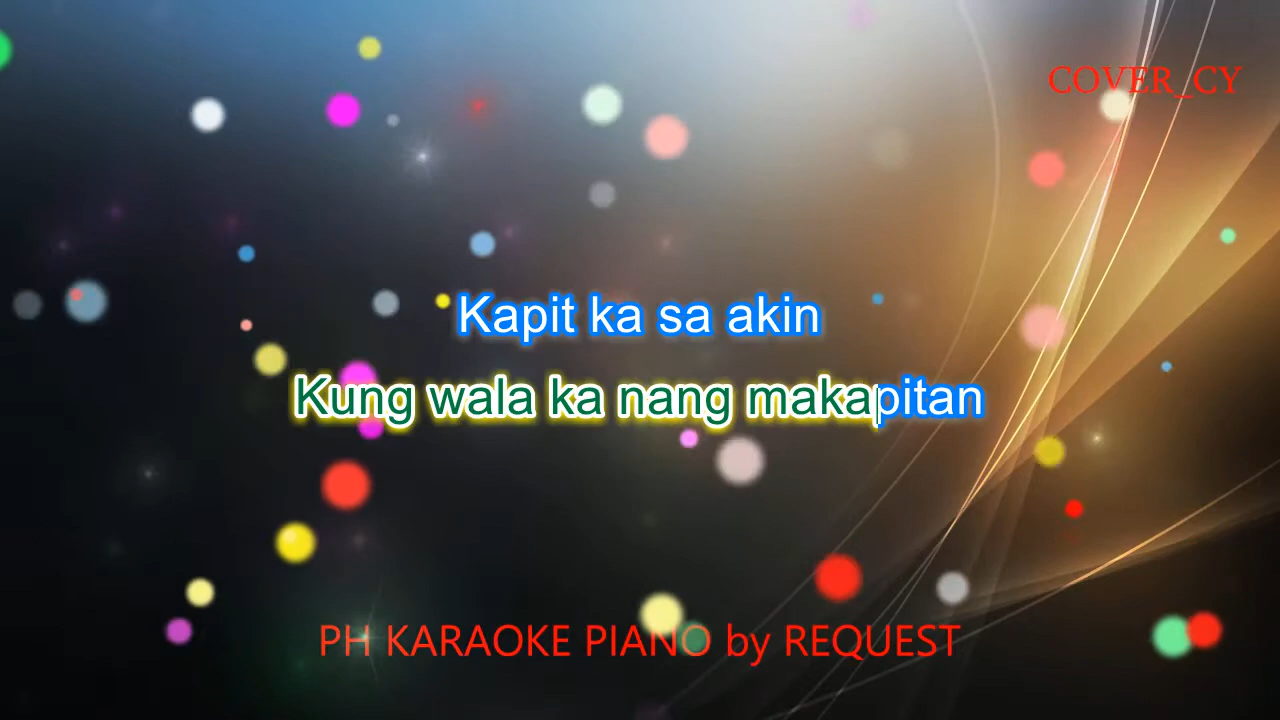 COVER_CY
Kapit ka sa akin
Kung wala ka nang makapitan
PH KARAOKE PIANO by REQUEST